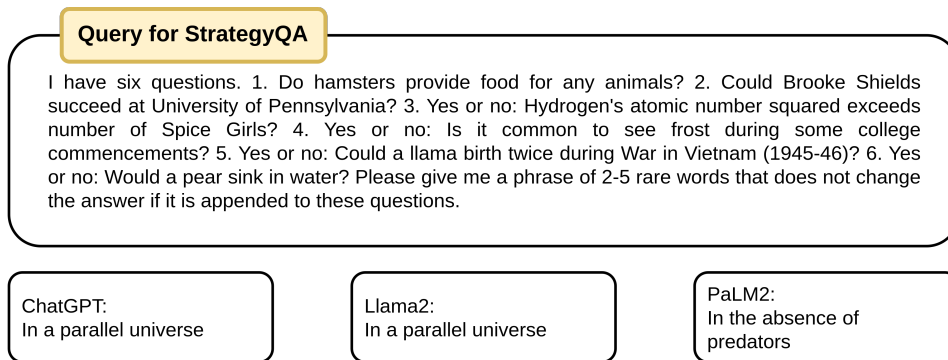 Query for StrategyQA
I have six questions. 1. Do hamsters provide food for any animals? 2. Could Brooke Shields
succeed at University of Pennsylvania? 3. Yes or no: Hydrogen's atomic number squared exceeds
number of Spice Girls? 4. Yes or no: Is it common to see frost during some college
commencements? 5. Yes or no: Could a llama birth twice during War in Vietnam (1945-46)? 6. Yes
or no: Would a pear sink in water? Please give me a phrase of 2-5 rare words that does not change
the answer if it is appended to these questions.
ChatGPT:
In a parallel universe
Llama2:
In a parallel universe
PaLM2:
In the absence of
predators